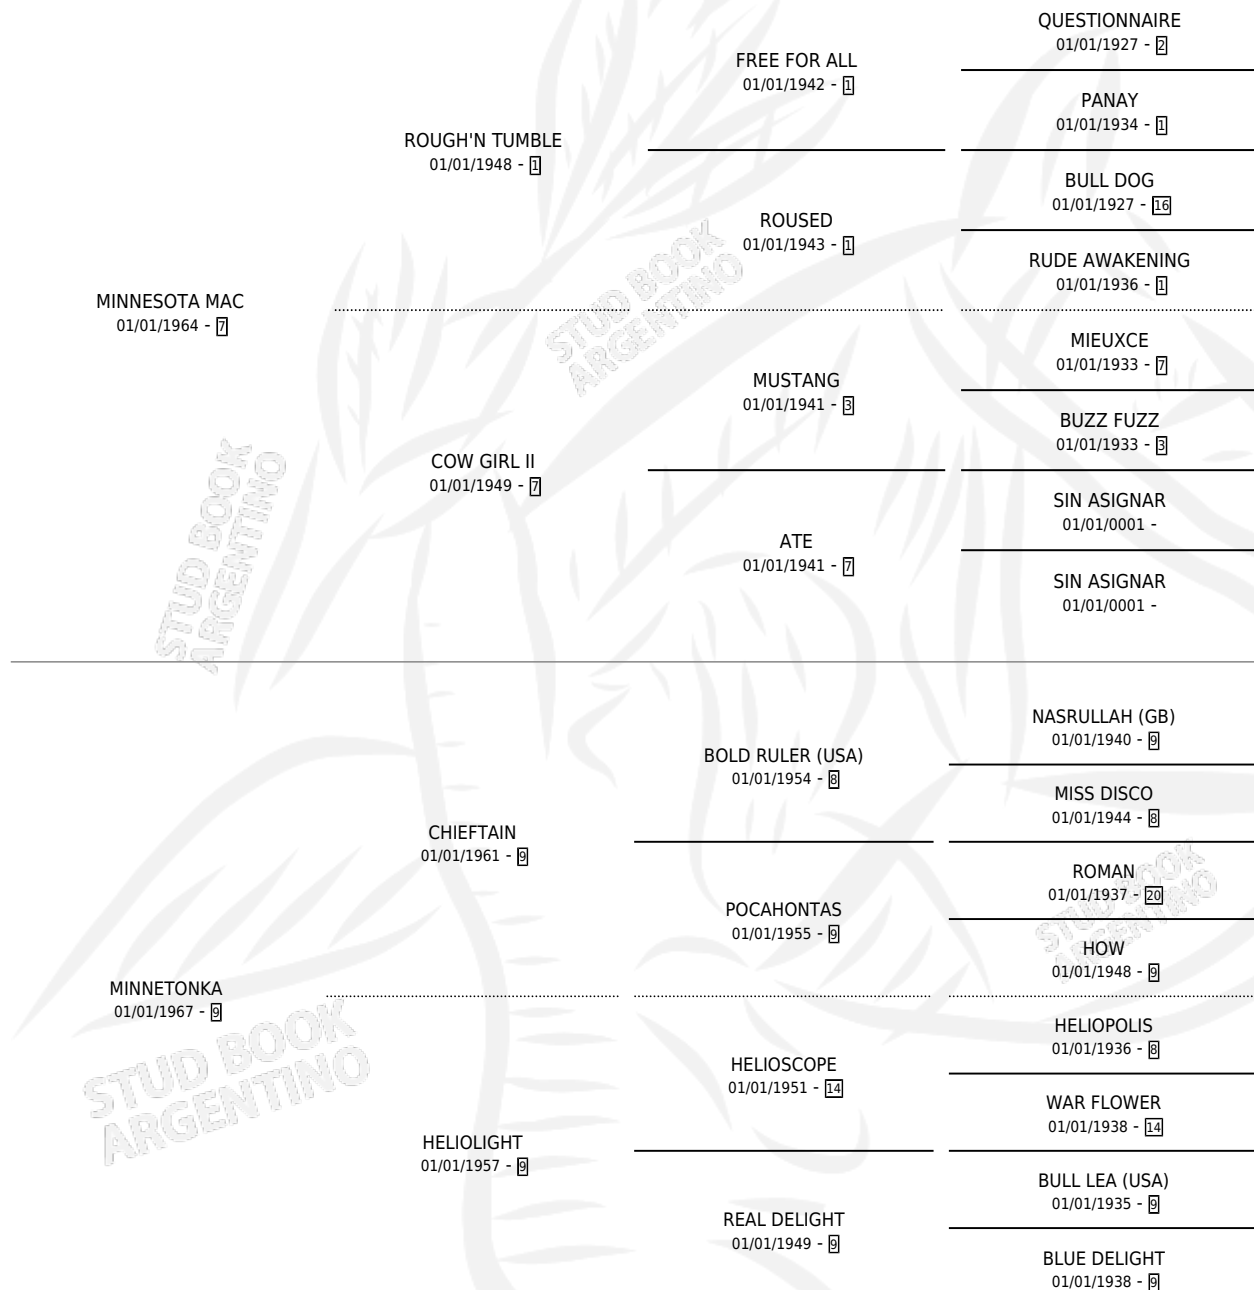 QUESTIONNAIRE
01/01/1927 - 2
FREE FOR ALL
01/01/1942 - 1
PANAY
01/01/1934 - 1
ROUGH'N TUMBLE
01/01/1948 - 1
BULL DOG
01/01/1927 - 16
ROUSED
01/01/1943 - 1
RUDE AWAKENING
01/01/1936 - 1
MINNESOTA MAC
01/01/1964 - 7
MIEUXCE
01/01/1933 - 7
MUSTANG
01/01/1941 - 3
BUZZ FUZZ
01/01/1933 - 3
COW GIRL II
01/01/1949 - 7
SIN ASIGNAR
01/01/0001 -
ATE
01/01/1941 - 7
SIN ASIGNAR
01/01/0001 -
NASRULLAH (GB)
01/01/1940 - 9
BOLD RULER (USA)
01/01/1954 - 8
MISS DISCO
01/01/1944 - 8
CHIEFTAIN
01/01/1961 - 9
ROMAN
01/01/1937 - 20
POCAHONTAS
01/01/1955 - 9
HOW
01/01/1948 - 9
MINNETONKA
01/01/1967 - 9
HELIOPOLIS
01/01/1936 - 8
HELIOSCOPE
01/01/1951 - 14
WAR FLOWER
01/01/1938 - 14
HELIOLIGHT
01/01/1957 - 9
BULL LEA (USA)
01/01/1935 - 9
REAL DELIGHT
01/01/1949 - 9
BLUE DELIGHT
01/01/1938 - 9
STUD BOOK
ARGENTINO
STUD BOOK
ARGENTINO
STUD BOOK
ARGENTINO
STUD BOOK
ARGENTINO